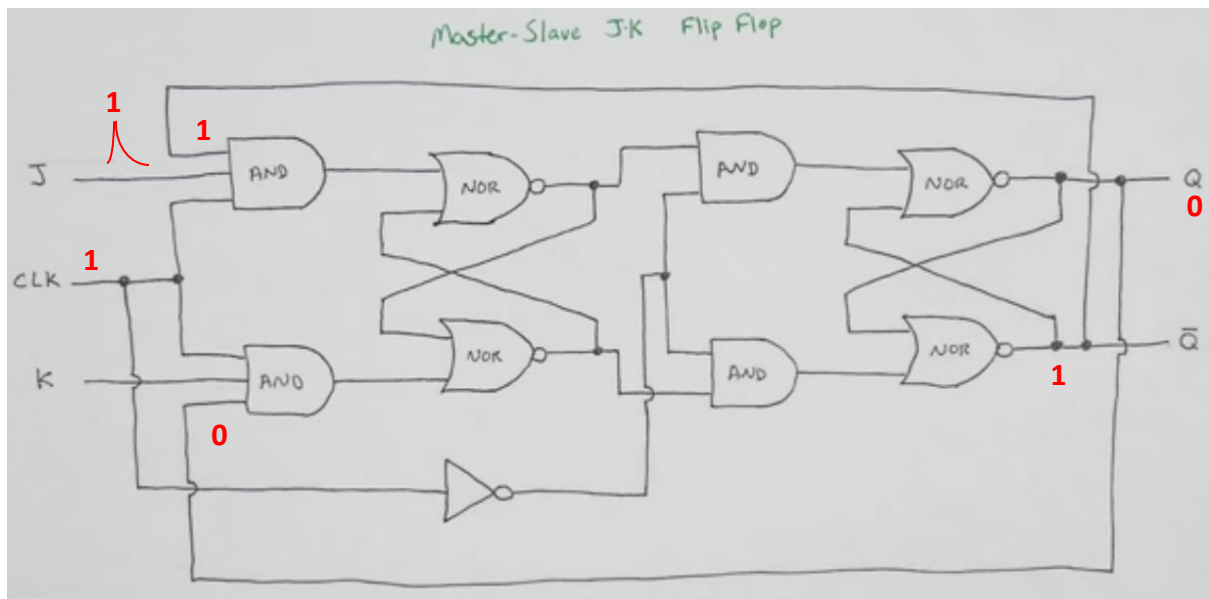 Master-Slave J-K Flip Flop
1
1
J
AND
NOR
AND
NOR
Q
0
1
CLK
K
AND
0
NOR
AND
NOR
Q̅
1